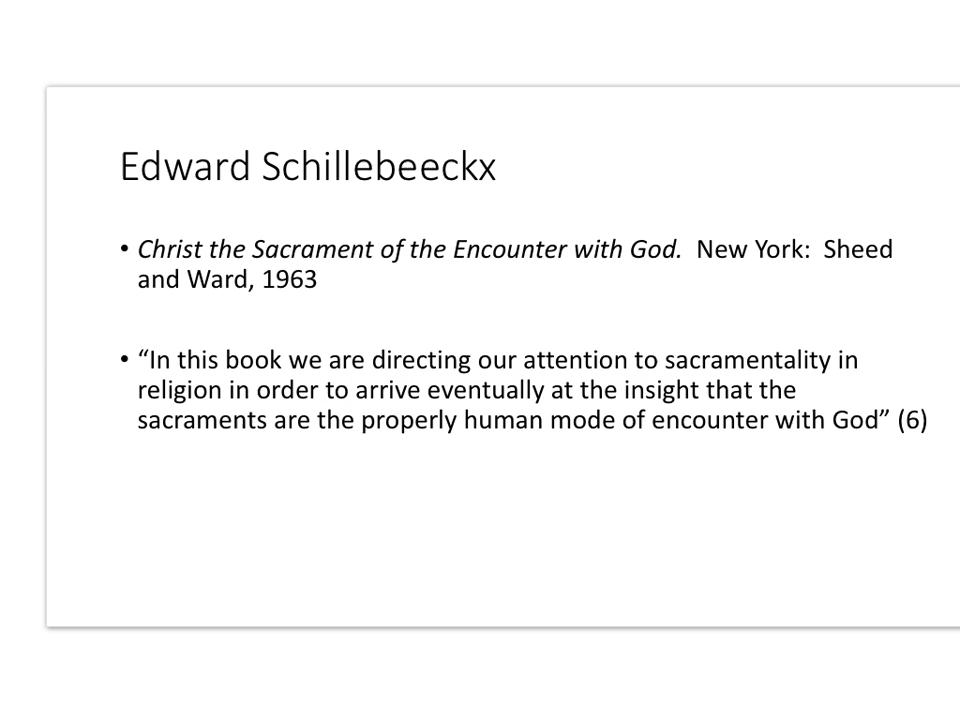 Edward Schillebeeckx
• Christ the Sacrament of the Encounter with God.  New York:  Sheed
and Ward, 1963
• “In this book we are directing our attention to sacramentality in
religion in order to arrive eventually at the insight that the
sacraments are the properly human mode of encounter with God” (6)